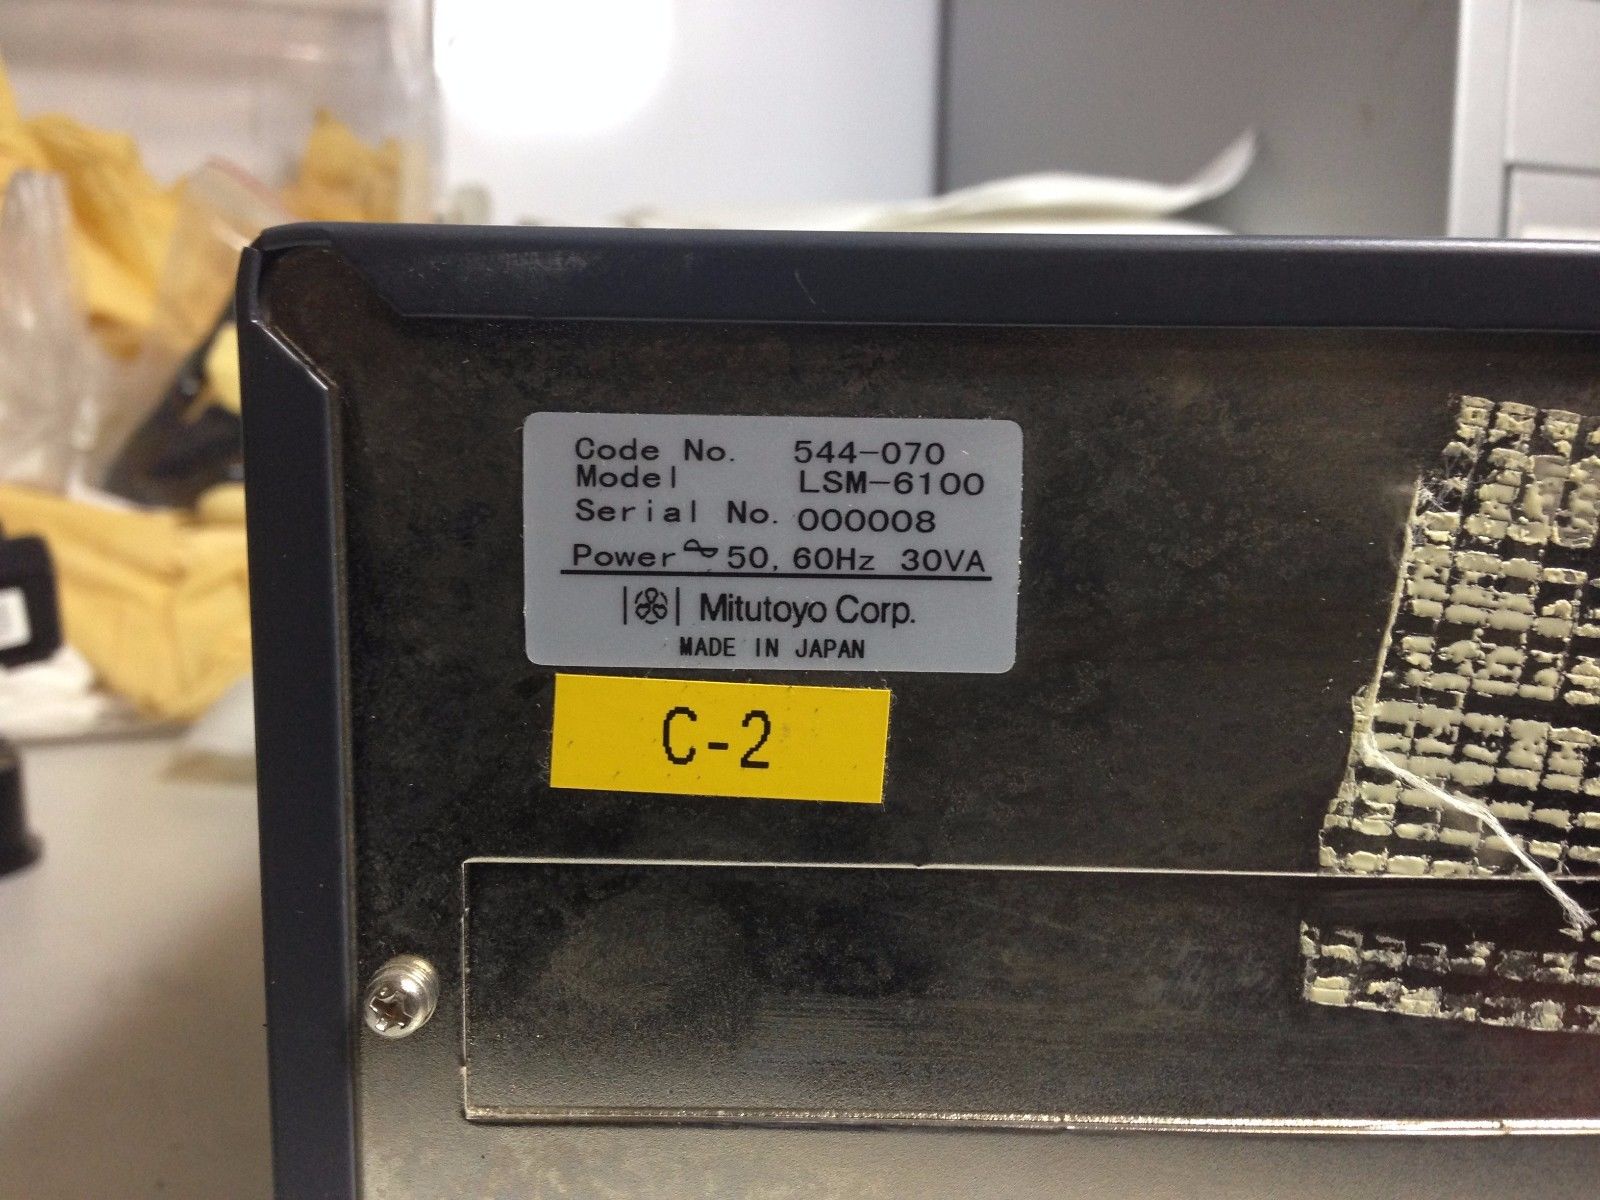 Code No. 544-070
Model LSM-6100
Serial No. 000008
Power 50, 60Hz 30VA
Mitutoyo Corp.
MADE IN JAPAN
C-2